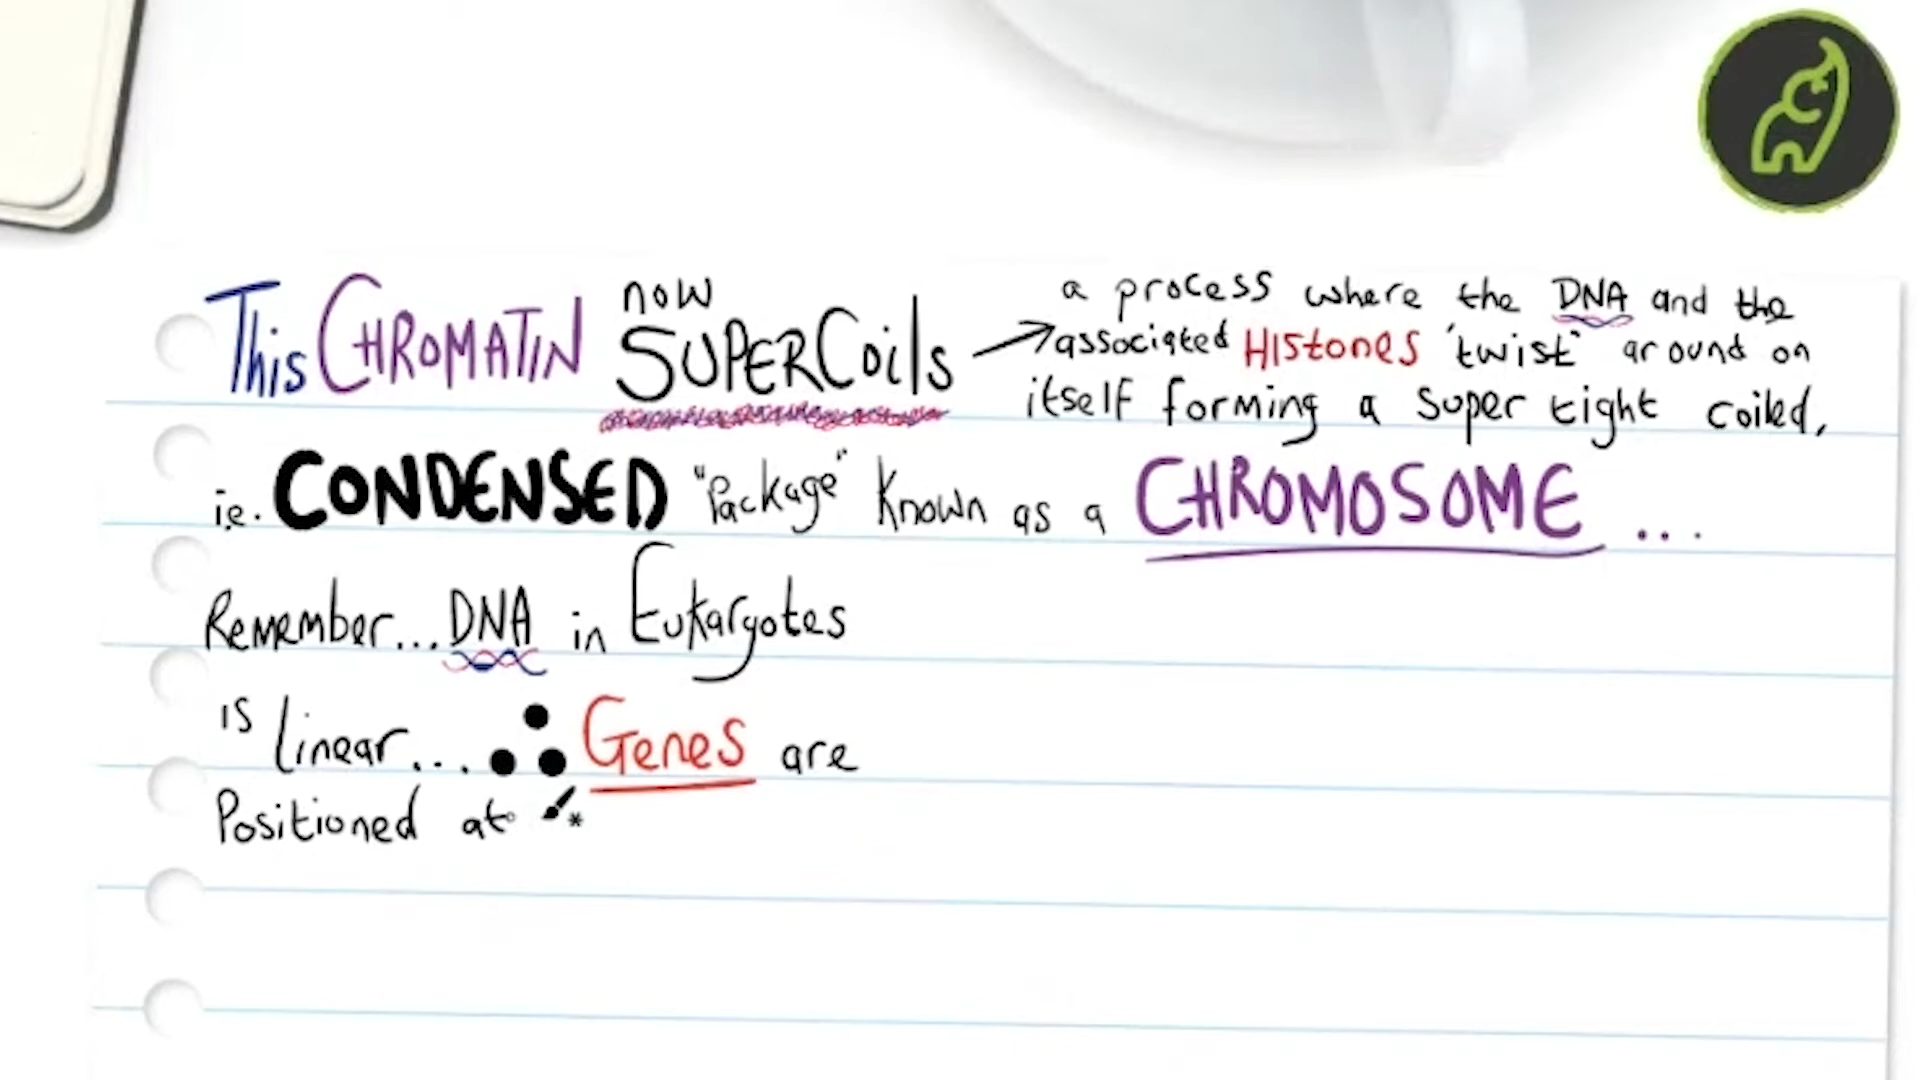 This CHROMATIN now SUPERCoils → a process where the DNA and the
associated HIStones 'twist" around on
itself forming a super tight coiled,
ie. CONDENSED "Package" Known as a CHROMOSOME ...
Remember... DNA in Eukaryotes
is linear... ∴ Genes are
Positioned at